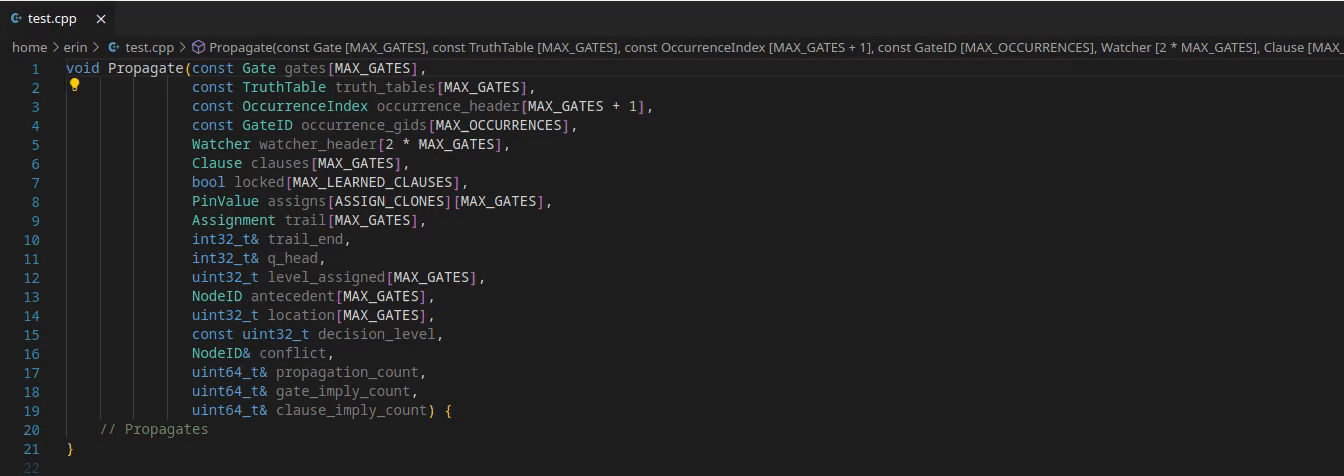 test.cpp ×
home > erin > test.cpp > Propagate(const Gate [MAX_GATES], const TruthTable [MAX_GATES], const OccurrenceIndex [MAX_GATES + 1], const GateID [MAX_OCCURRENCES], Watcher [2 * MAX_GATES], Clause [MAX_
1 void Propagate(const Gate gates[MAX_GATES],
2 const TruthTable truth_tables[MAX_GATES],
3 const OccurrenceIndex occurrence_header[MAX_GATES + 1],
4 const GateID occurrence_gids[MAX_OCCURRENCES],
5 Watcher watcher_header[2 * MAX_GATES],
6 Clause clauses[MAX_GATES],
7 bool locked[MAX_LEARNED_CLAUSES],
8 PinValue assigns[ASSIGN_CLONES][MAX_GATES],
9 Assignment trail[MAX_GATES],
10 int32_t& trail_end,
11 int32_t& q_head,
12 uint32_t level_assigned[MAX_GATES],
13 NodeID antecedent[MAX_GATES],
14 uint32_t location[MAX_GATES],
15 const uint32_t decision_level,
16 NodeID& conflict,
17 uint64_t& propagation_count,
18 uint64_t& gate_imply_count,
19 uint64_t& clause_imply_count) {
20 // Propagates
21 }
22